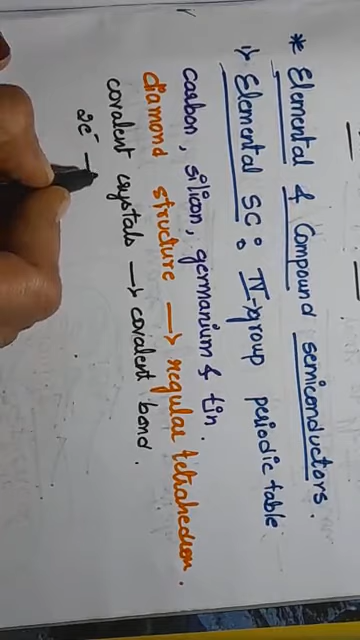 * Elemental & Compound semiconductors.
1> Elemental SC : IV-group periodic table
carbon, silicon, germanium & tin.
diamond structure → regular tetrahedron.
covalent crystals → covalent bond.
2e⁻ —